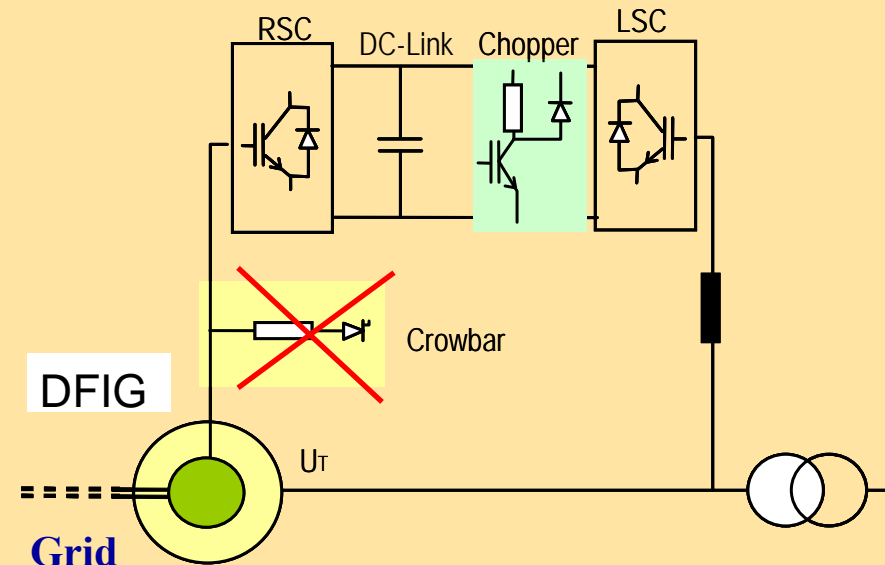 RSC
DC-Link
Chopper
LSC
Crowbar
DFIG
UT
Grid